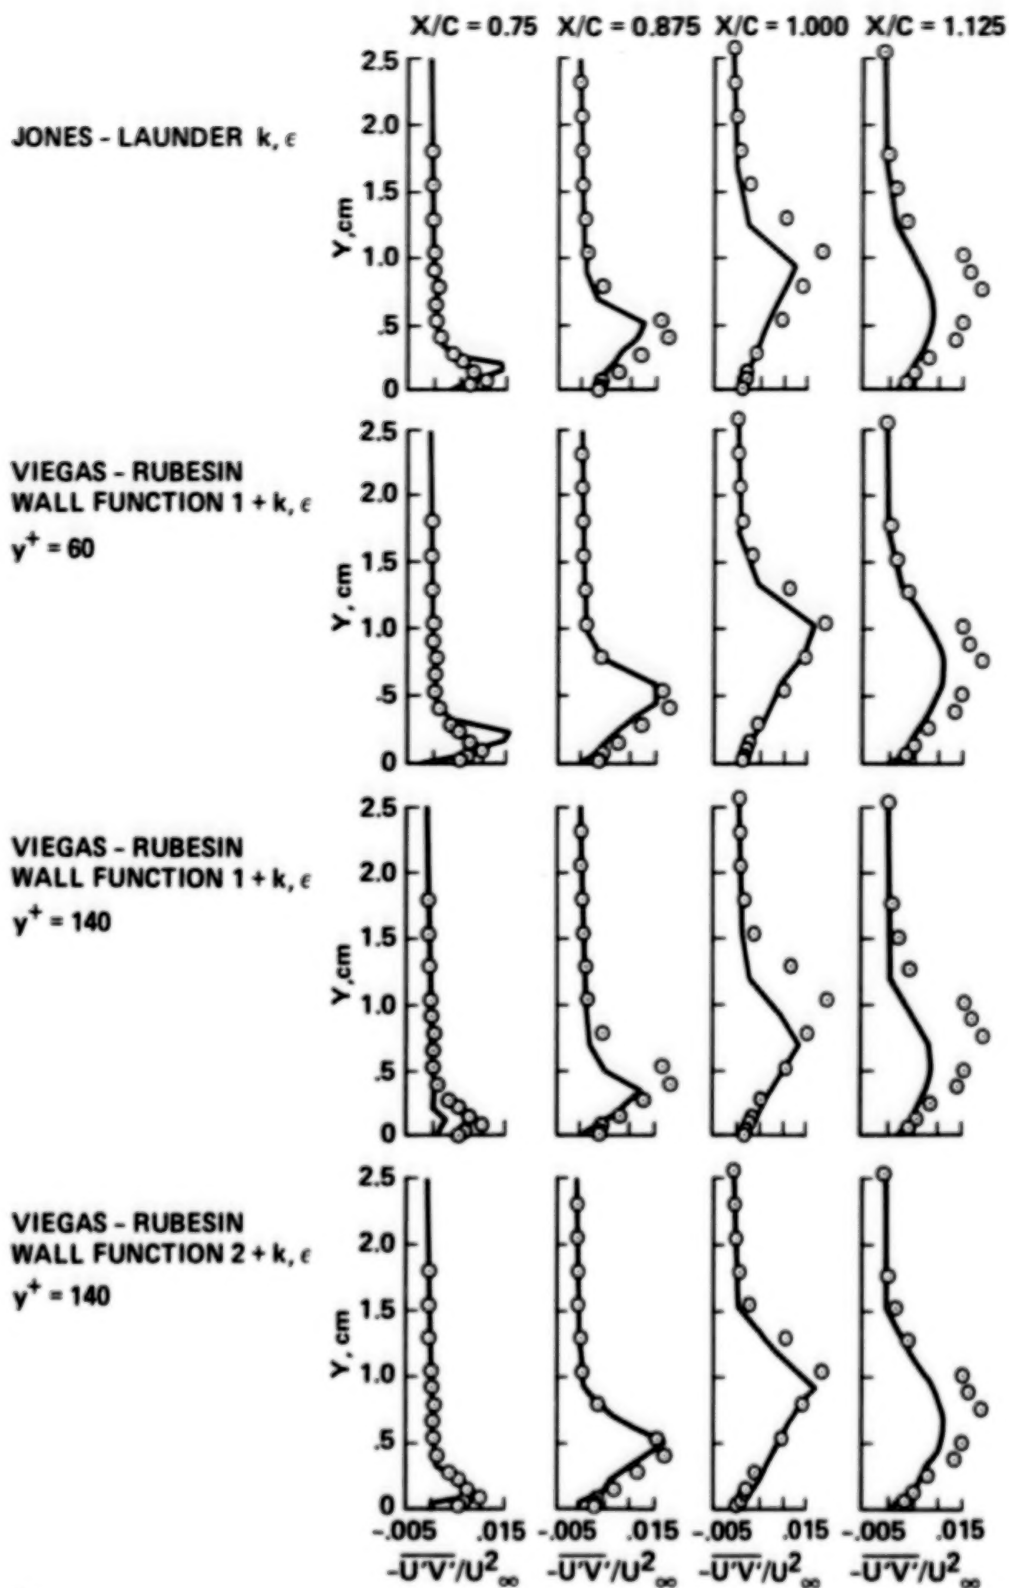 X/C = 0.75 X/C = 0.875 X/C = 1.000 X/C = 1.125
JONES - LAUNDER k, ϵ
2.5
2.0
1.5
1.0
.5
0
Y, cm
VIEGAS - RUBESIN
WALL FUNCTION 1 + k, ϵ
y⁺ = 60
2.5
2.0
1.5
1.0
.5
0
Y, cm
VIEGAS - RUBESIN
WALL FUNCTION 1 + k, ϵ
y⁺ = 140
2.5
2.0
1.5
1.0
.5
0
Y, cm
VIEGAS - RUBESIN
WALL FUNCTION 2 + k, ϵ
y⁺ = 140
2.5
2.0
1.5
1.0
.5
0
Y, cm
-.005 .015 -.005 .015 -.005 .015 -.005 .015
-U'V'/U²∞ -U'V'/U²∞ -U'V'/U²∞ -U'V'/U²∞